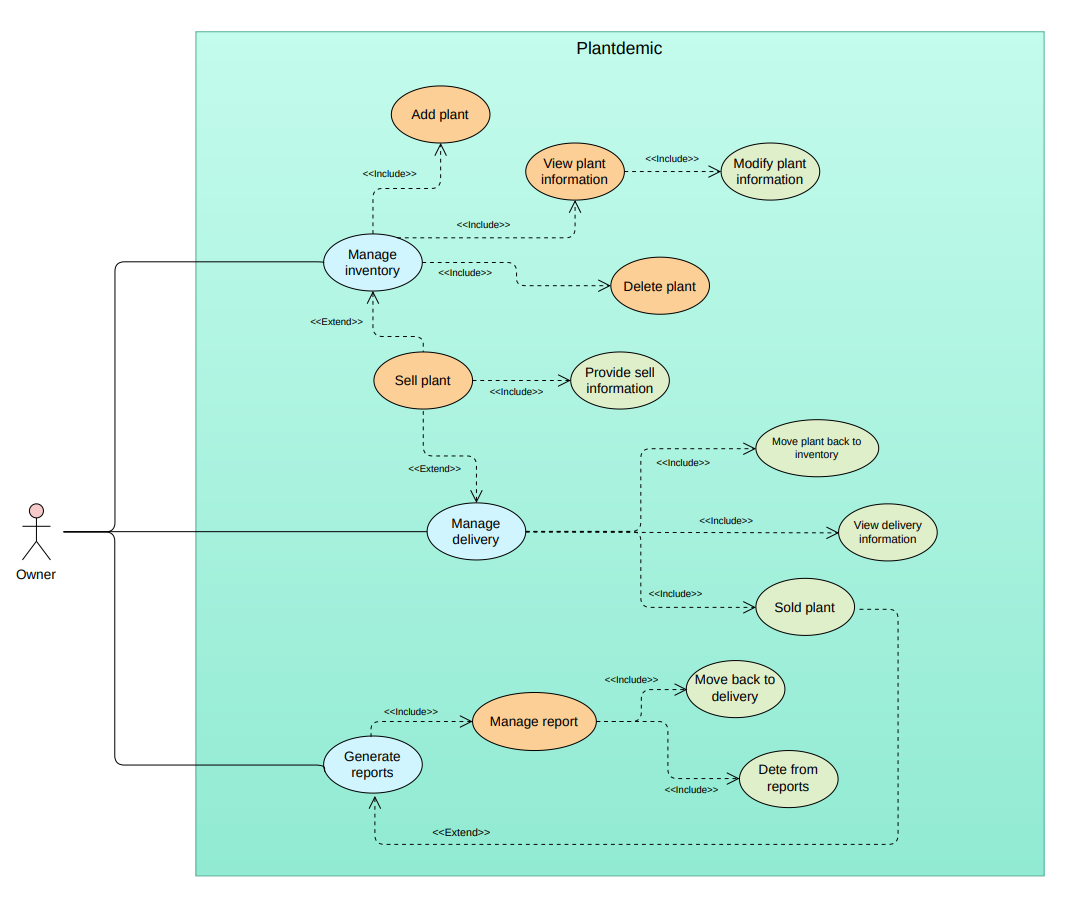 Plantdemic
Add plant
View plant
information
<<Include>>
Modify plant
information
<<Include>>
<<Include>>
Manage
inventory
<<Include>>
Delete plant
<<Extend>>
Sell plant
<<Include>>
Provide sell
information
Move plant back to
inventory
<<Include>>
<<Extend>>
Manage
delivery
<<Include>>
View delivery
information
Owner
<<Include>>
Sold plant
<<Include>>
Move back to
delivery
<<Include>>
Manage report
Generate
reports
Dete from
reports
<<Include>>
<<Extend>>